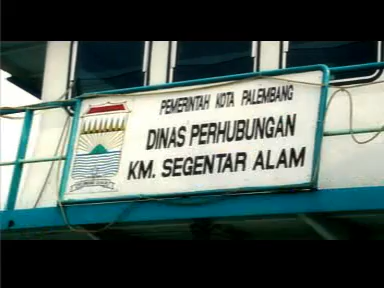 PEMERINTAH KOTA PALEMBANG
DINAS PERHUBUNGAN
KM. SEGENTAR ALAM